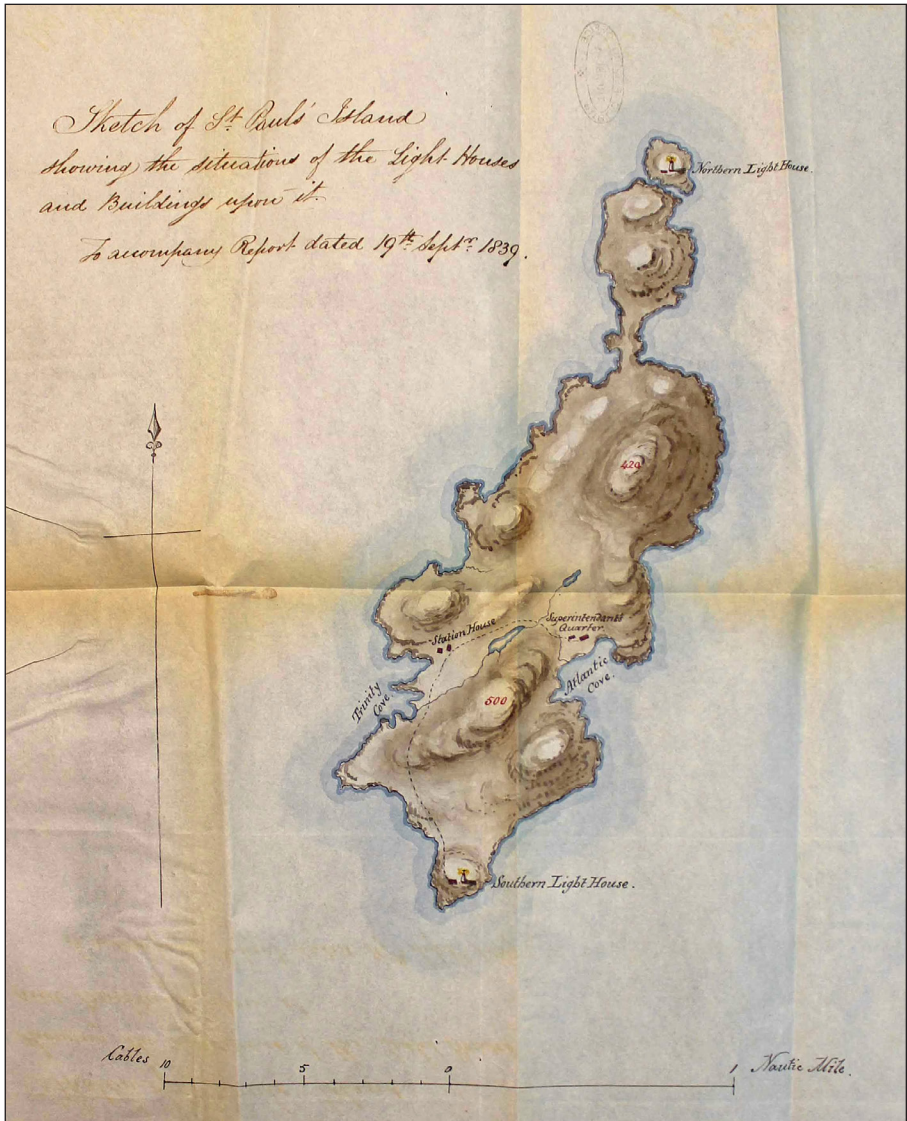 Sketch of St. Pauls' Island
showing the situations of the Light Houses
and Buildings upon it.
To accompany Report dated 19th Septr. 1839.
Northern Light House.
420
Superintendants
Quarter.
Station House
Atlantic
Cove.
Trinity
Cove
500
Southern Light House.
Cables 10 5 0 1 Nautic Mile.